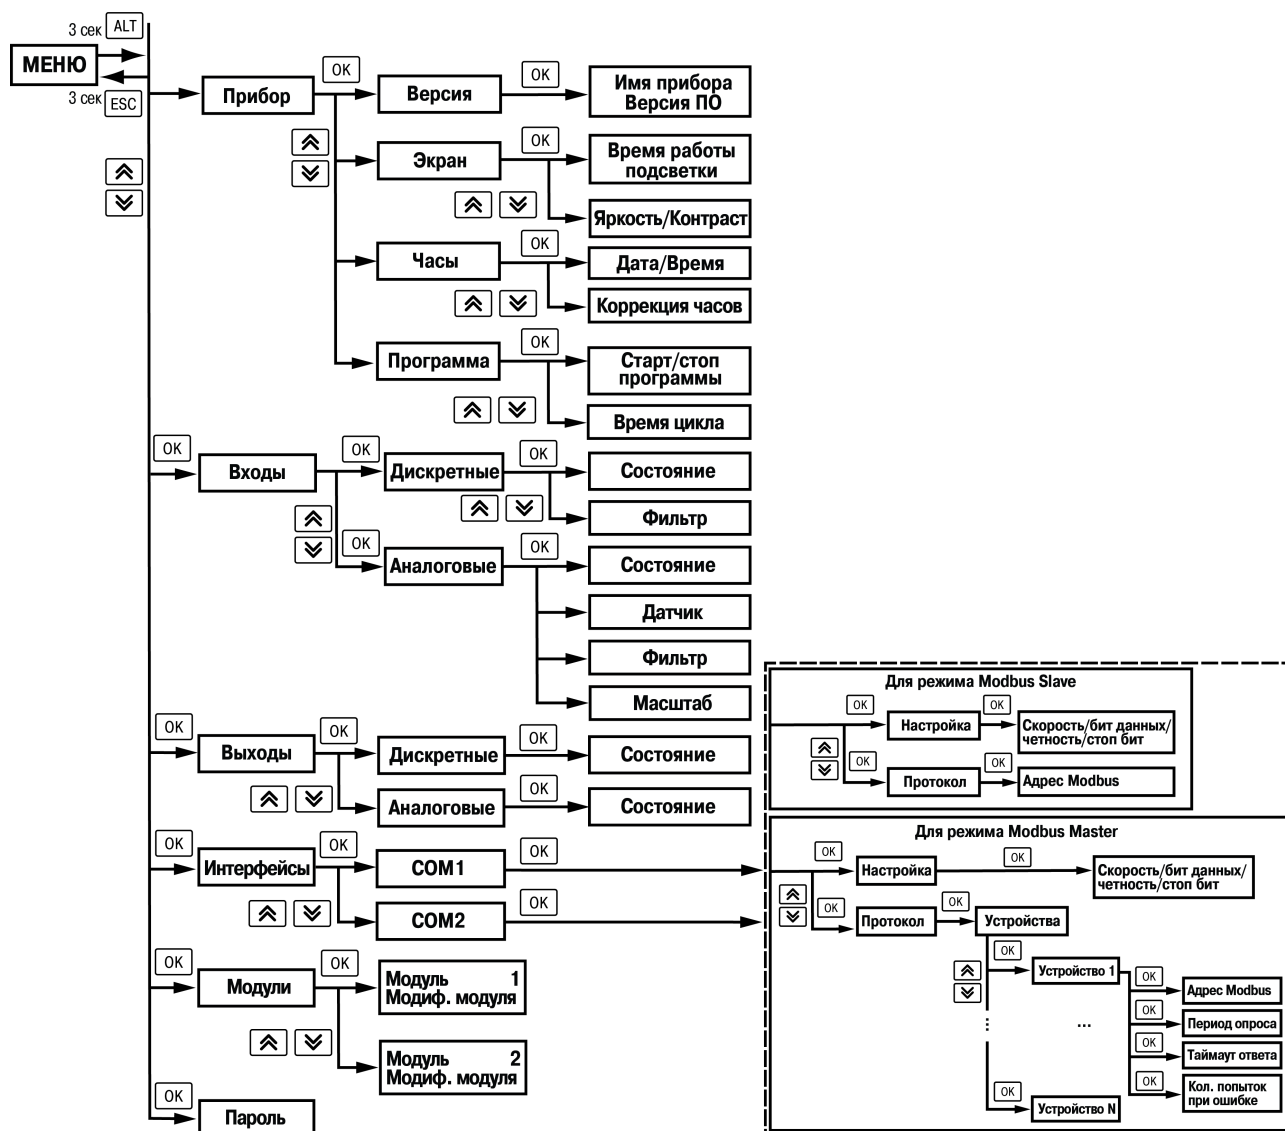 3 сек ALT
МЕНЮ
3 сек ESC
OK
OK
Прибор
Версия
Имя прибора
Версия ПО
OK
Экран
Время работы
подсветки
Яркость/Контраст
OK
Часы
Дата/Время
Коррекция часов
OK
Программа
Старт/стоп
программы
Время цикла
OK
OK
OK
Входы
Дискретные
Состояние
Фильтр
OK
OK
Аналоговые
Состояние
Датчик
Фильтр
Масштаб
OK
OK
OK
Выходы
Дискретные
Состояние
OK
Аналоговые
Состояние
OK
OK
OK
Интерфейсы
COM1
OK
COM2
OK
OK
Модули
Модуль 1
Модиф. модуля
Модуль 2
Модиф. модуля
OK
Пароль
Для режима Modbus Slave
OK
OK
Настройка
Скорость/бит данных/
четность/стоп бит
OK
OK
Протокол
Адрес Modbus
Для режима Modbus Master
OK
OK
Настройка
Скорость/бит данных/
четность/стоп бит
OK
OK
Протокол
Устройства
OK
Устройство 1
OK
Адрес Modbus
OK
Период опроса
...
OK
Таймаут ответа
OK
Кол. попыток
при ошибке
OK
Устройство N